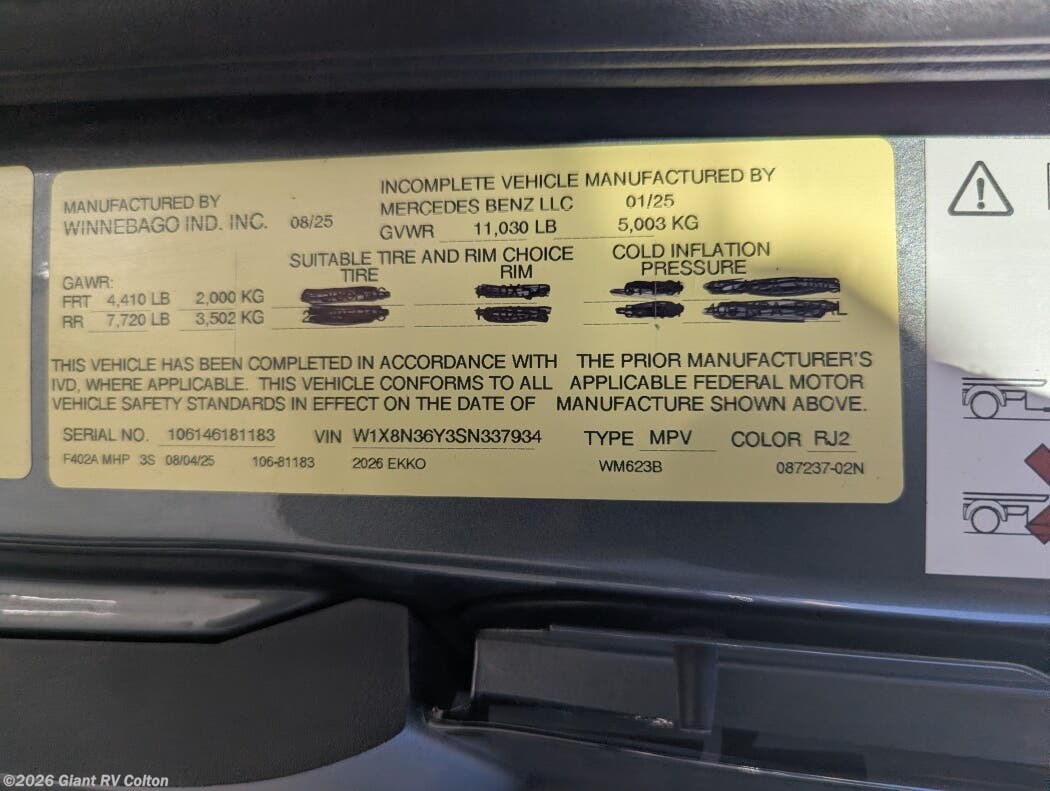 MANUFACTURED BY
WINNEBAGO IND. INC. 08/25
INCOMPLETE VEHICLE MANUFACTURED BY
MERCEDES BENZ LLC 01/25
GVWR 11,030 LB 5,003 KG
SUITABLE TIRE AND RIM CHOICE
TIRE RIM
COLD INFLATION
PRESSURE
GAWR:
FRT 4,410 LB 2,000 KG
RR 7,720 LB 3,502 KG
THIS VEHICLE HAS BEEN COMPLETED IN ACCORDANCE WITH THE PRIOR MANUFACTURER'S
IVD, WHERE APPLICABLE. THIS VEHICLE CONFORMS TO ALL APPLICABLE FEDERAL MOTOR
VEHICLE SAFETY STANDARDS IN EFFECT ON THE DATE OF MANUFACTURE SHOWN ABOVE.
SERIAL NO. 106146181183 VIN W1X8N36Y3SN337934 TYPE MPV COLOR RJ2
F402A MHP 3S 08/04/25 106-81183 2026 EKKO WM623B 087237-02N
©2026 Giant RV Colton